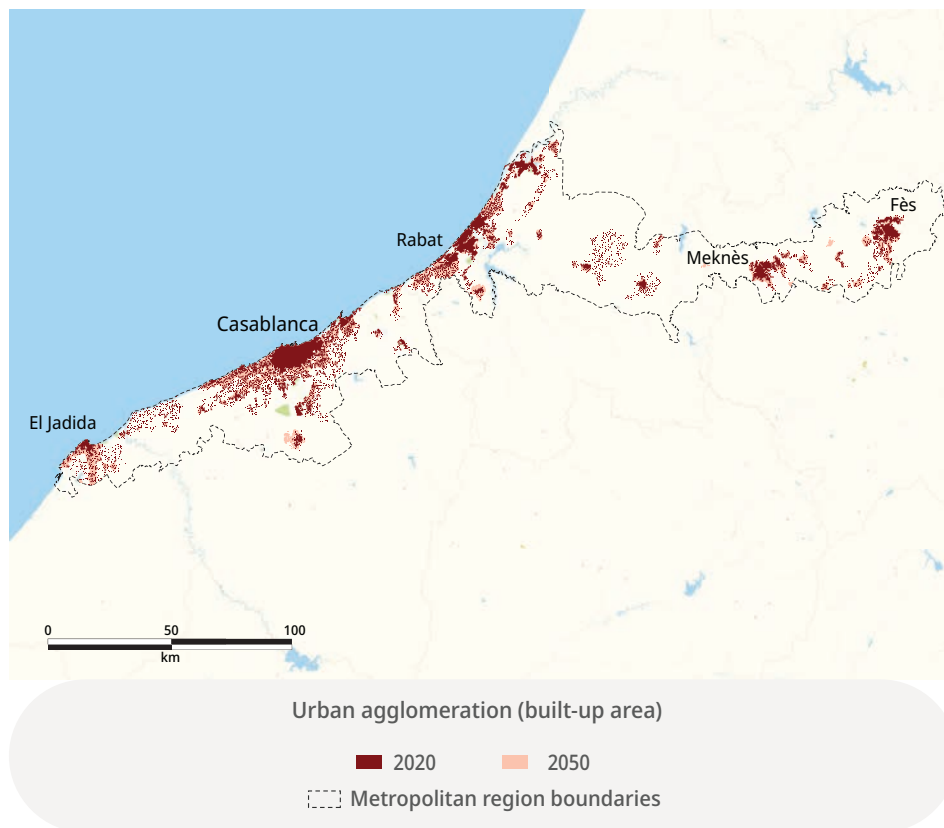 Fès
Rabat
Meknès
Casablanca
El Jadida
0 50 100
km
Urban agglomeration (built-up area)
2020 2050
Metropolitan region boundaries